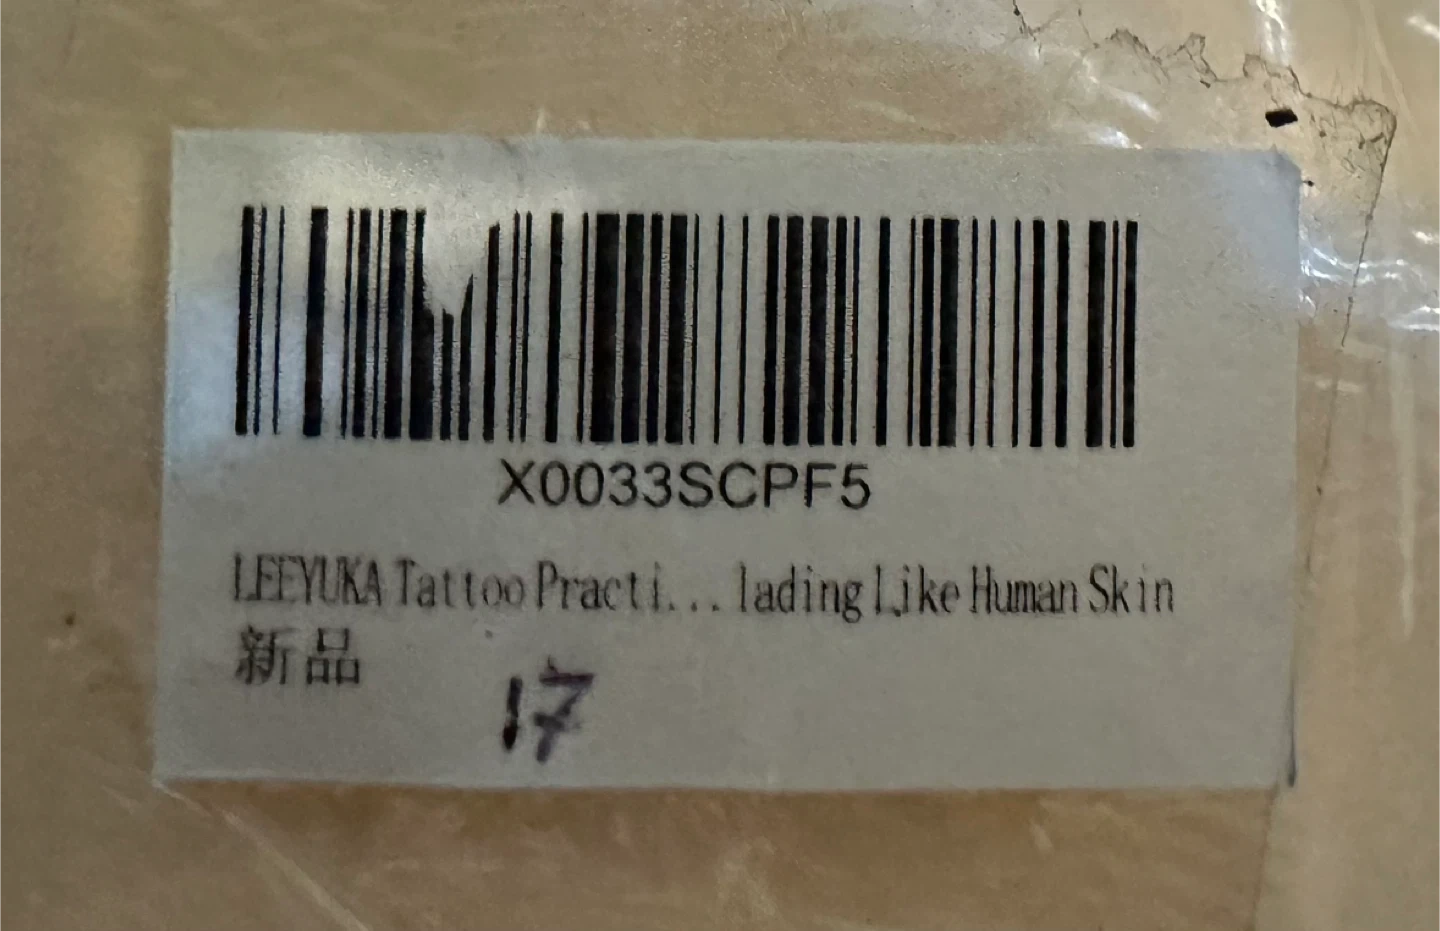 X0033SCPF5
LEEYUKA Tattoo Practi... lading Like Human Skin
新品
17